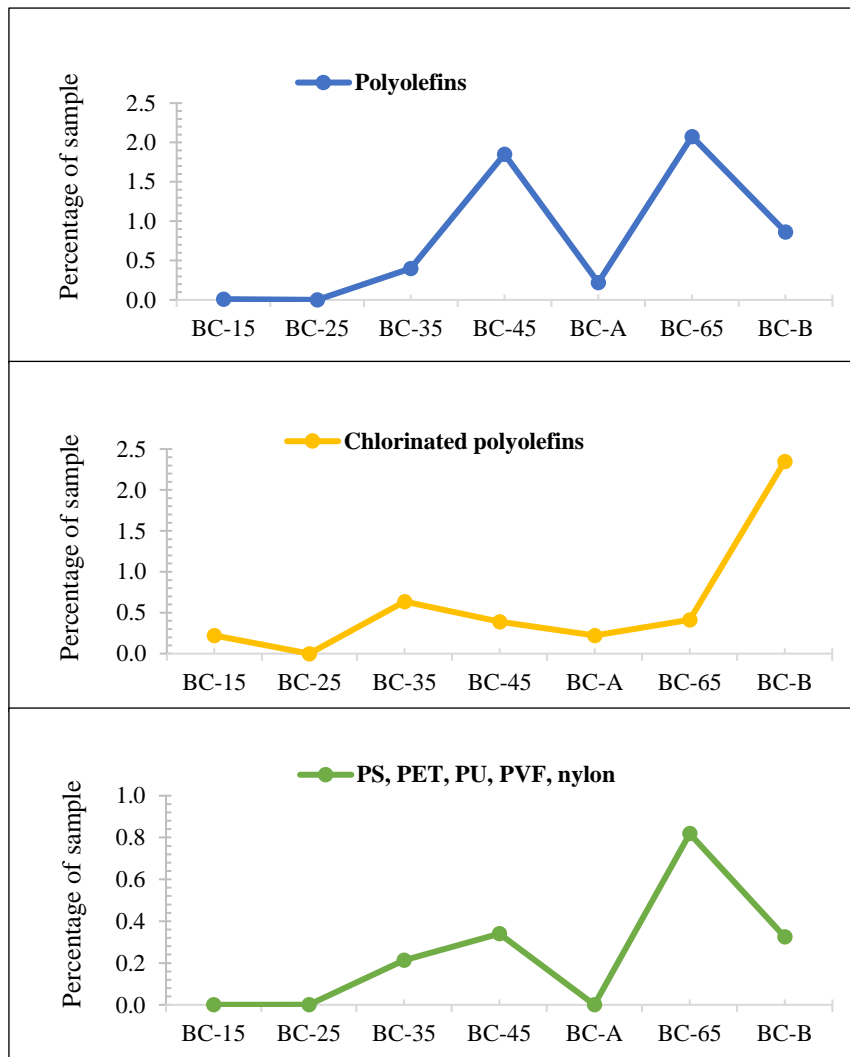 Polyolefins
Percentage of sample
2.5
2.0
1.5
1.0
0.5
0.0
BC-15 BC-25 BC-35 BC-45 BC-A BC-65 BC-B
Chlorinated polyolefins
Percentage of sample
2.5
2.0
1.5
1.0
0.5
0.0
BC-15 BC-25 BC-35 BC-45 BC-A BC-65 BC-B
PS, PET, PU, PVF, nylon
Percentage of sample
1.0
0.8
0.6
0.4
0.2
0.0
BC-15 BC-25 BC-35 BC-45 BC-A BC-65 BC-B